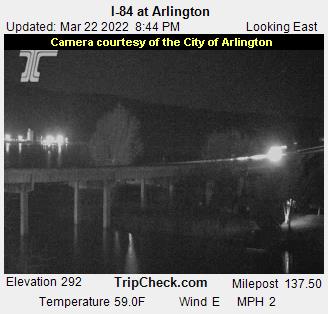 I-84 at Arlington
Updated: Mar 22 2022 8:44 PM Looking East
Camera courtesy of the City of Arlington
Elevation 292 TripCheck.com Milepost 137.50
Temperature 59.0F Wind E MPH 2